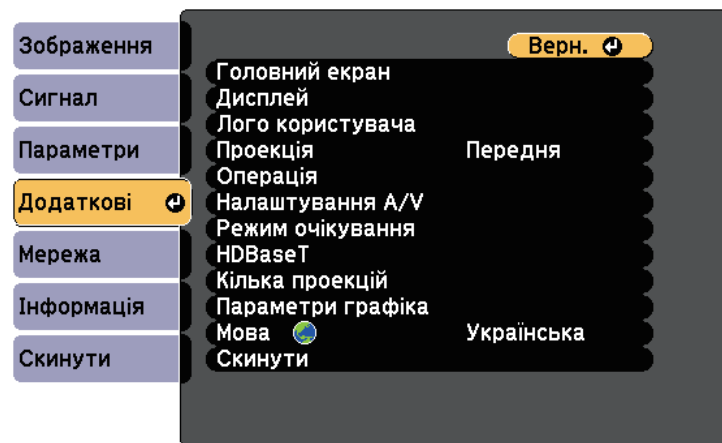 Зображення
Сигнал
Параметри
Додаткові
Мережа
Інформація
Скинути
Верн.
Головний екран
Дисплей
Лого користувача
Проекція Передня
Операція
Налаштування A/V
Режим очікування
HDBaseT
Кілька проекцій
Параметри графіка
Мова Українська
Скинути